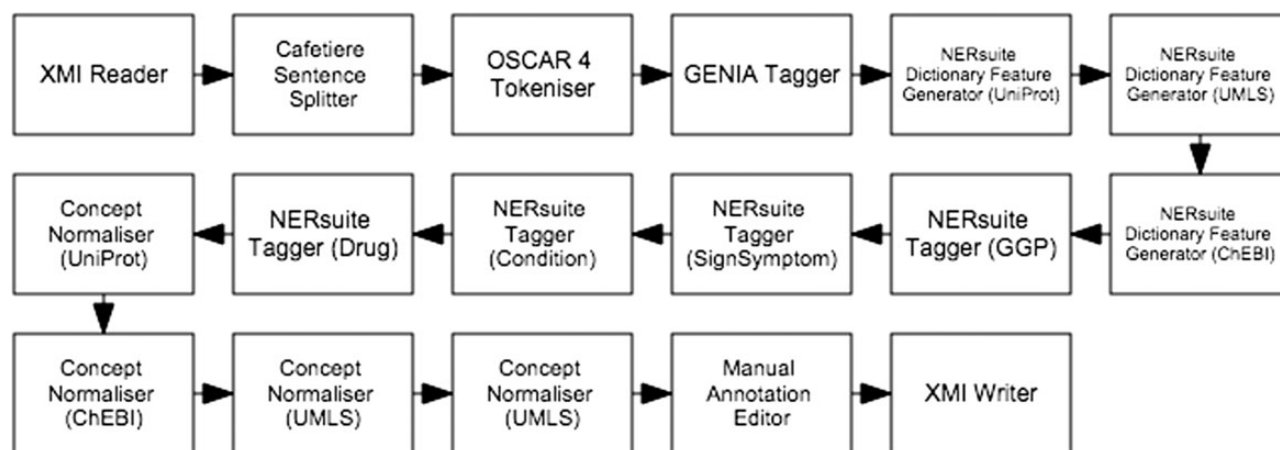 XMI Reader
Cafetiere
Sentence
Splitter
OSCAR 4
Tokeniser
GENIA Tagger
NERsuite
Dictionary Feature
Generator (UniProt)
NERsuite
Dictionary Feature
Generator (UMLS)
NERsuite
Dictionary Feature
Generator (ChEBI)
NERsuite
Tagger (GGP)
NERsuite
Tagger
(SignSymptom)
NERsuite
Tagger
(Condition)
NERsuite
Tagger (Drug)
Concept
Normaliser
(UniProt)
Concept
Normaliser
(ChEBI)
Concept
Normaliser
(UMLS)
Concept
Normaliser
(UMLS)
Manual
Annotation
Editor
XMI Writer